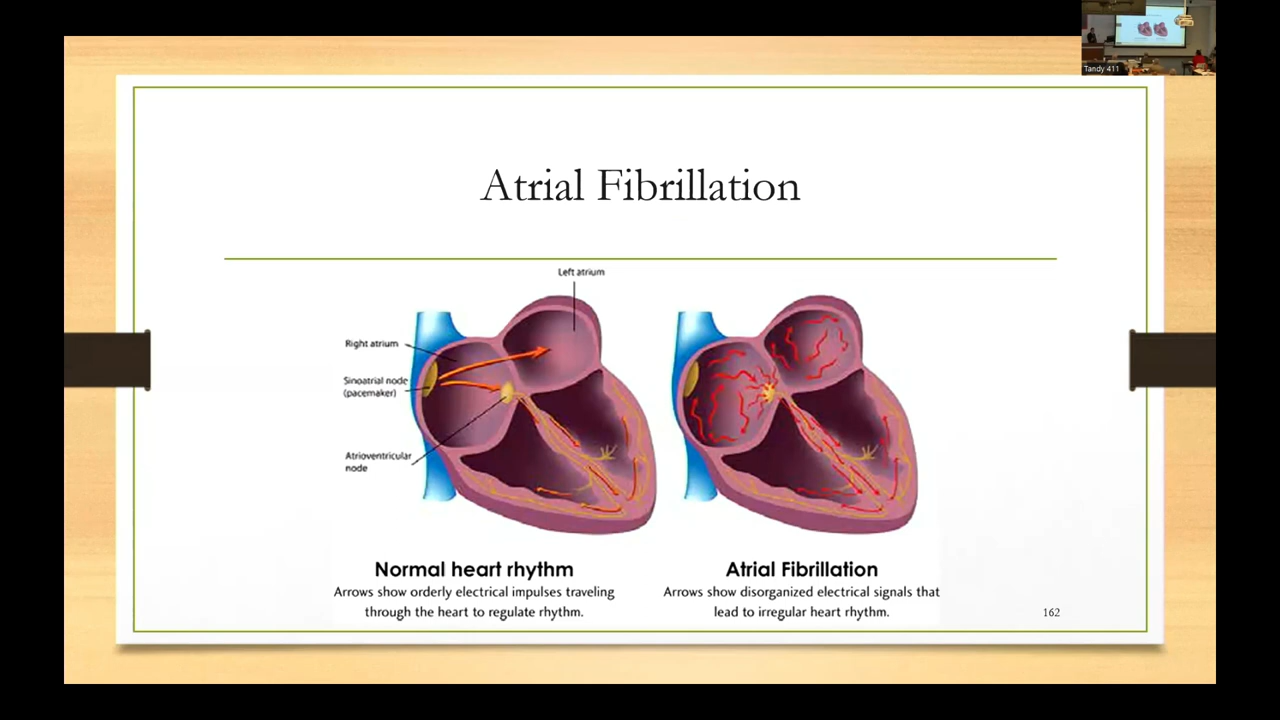 Tandy 411
Atrial Fibrillation
Left atrium
Right atrium
Sinoatrial node
(pacemaker)
Atrioventricular
node
Normal heart rhythm
Arrows show orderly electrical impulses traveling
through the heart to regulate rhythm.
Atrial Fibrillation
Arrows show disorganized electrical signals that
lead to irregular heart rhythm.
162